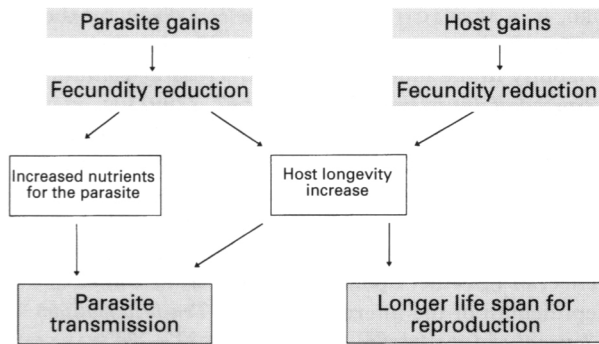 Parasite gains
Host gains
Fecundity reduction
Fecundity reduction
Increased nutrients
for the parasite
Host longevity
increase
Parasite
transmission
Longer life span for
reproduction